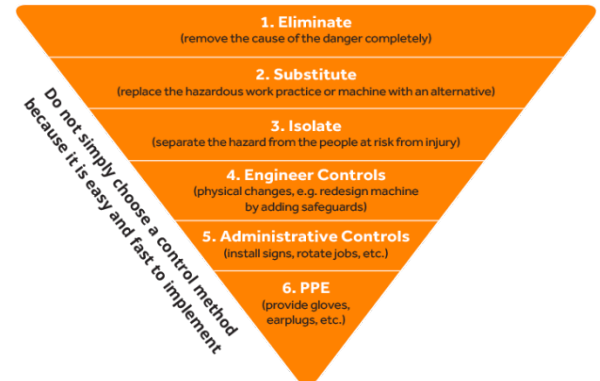 1. Eliminate
(remove the cause of the danger completely)
2. Substitute
(replace the hazardous work practice or machine with an alternative)
3. Isolate
(separate the hazard from the people at risk from injury)
4. Engineer Controls
(physical changes, e.g. redesign machine
by adding safeguards)
5. Administrative Controls
(install signs, rotate jobs, etc.)
6. PPE
(provide gloves,
earplugs, etc.)
Do not simply choose a control method
because it is easy and fast to implement